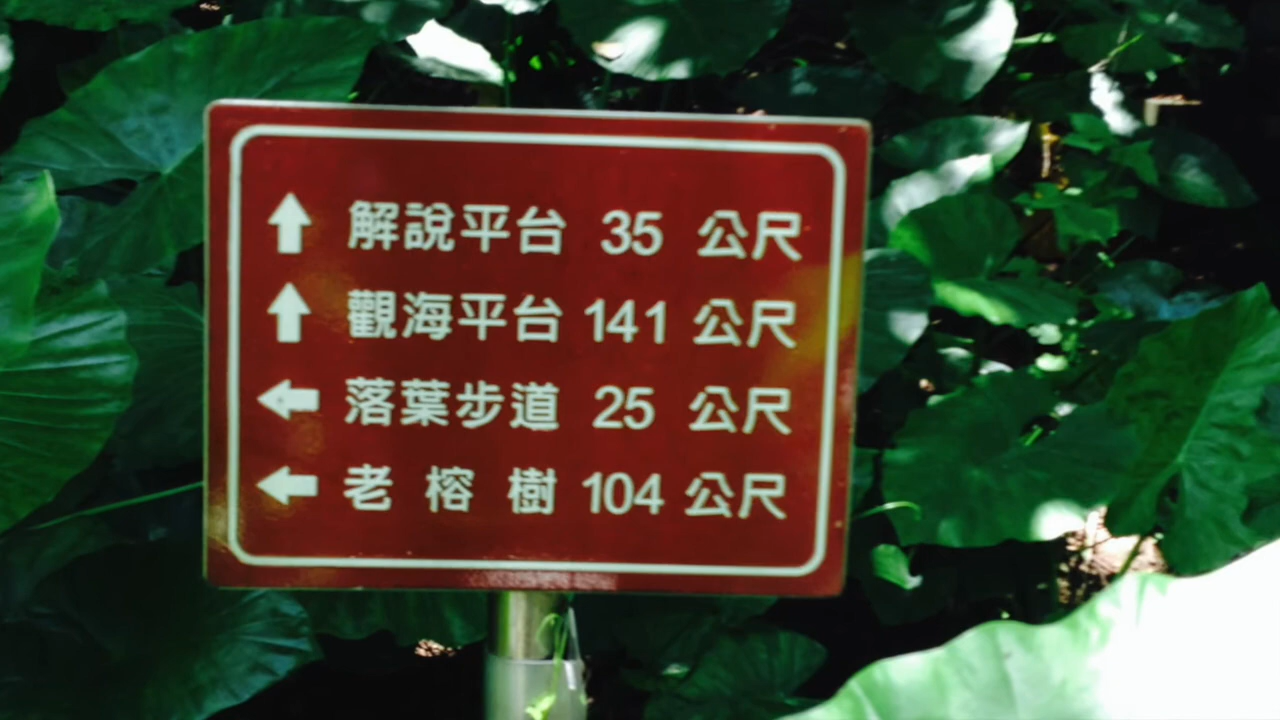 ↑ 解說平台 35 公尺
↑ 觀海平台 141 公尺
← 落葉步道 25 公尺
← 老榕樹 104 公尺